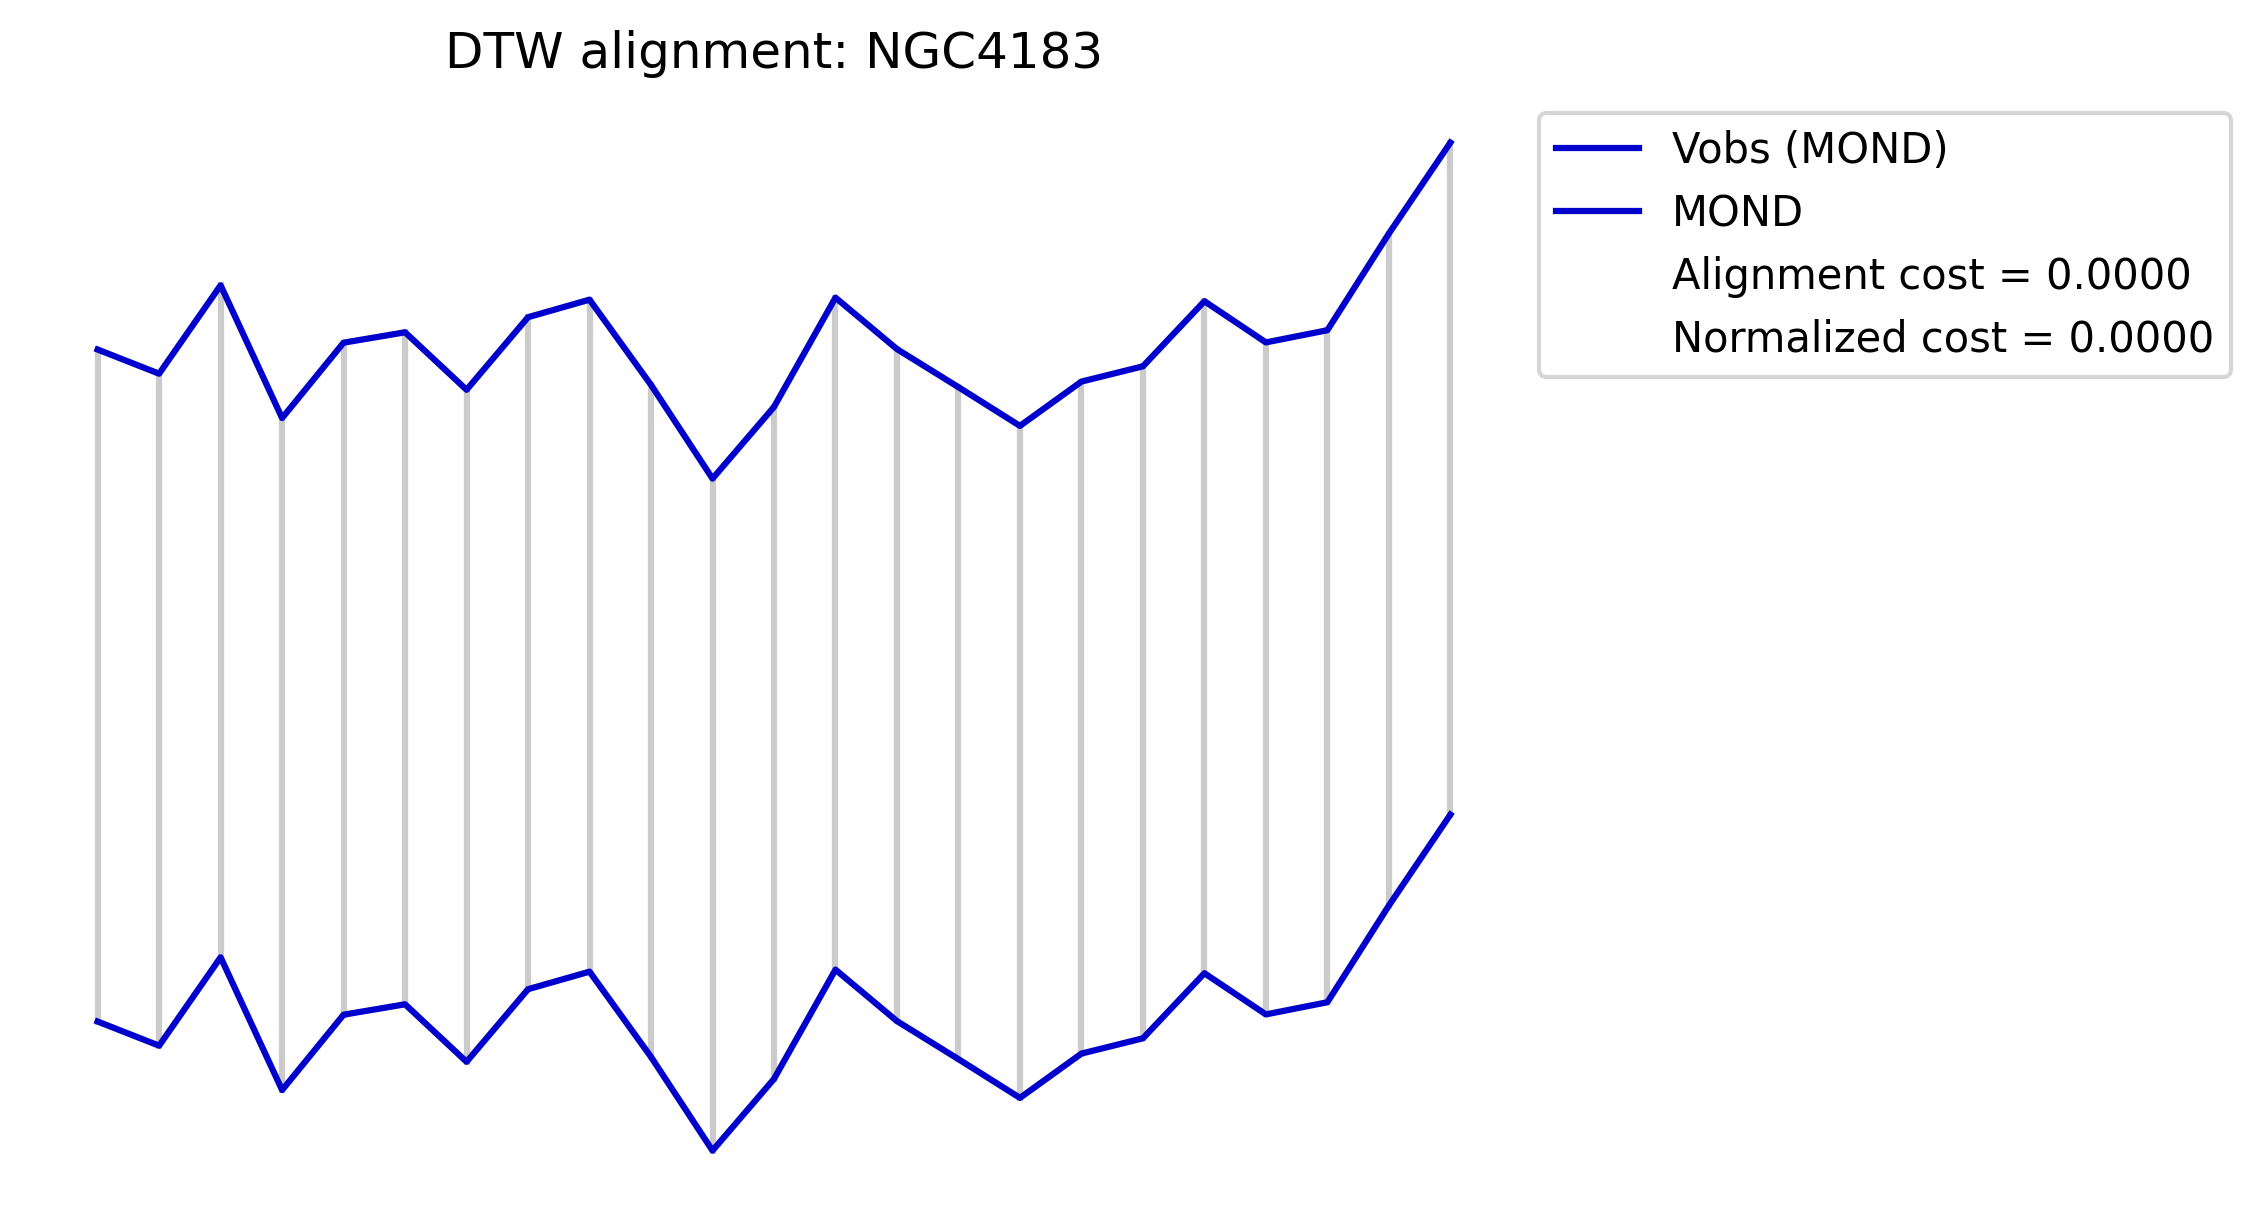 DTW alignment: NGC4183
Vobs (MOND)
MOND
Alignment cost = 0.0000
Normalized cost = 0.0000